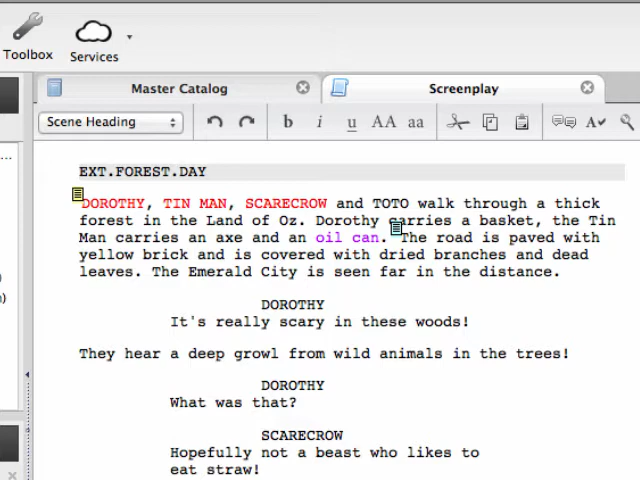 Toolbox
Services
Master Catalog
Screenplay
Scene Heading
b i u AA aa
A
...
)
)
EXT.FOREST.DAY
DOROTHY, TIN MAN, SCARECROW and TOTO walk through a thick
forest in the Land of Oz. Dorothy carries a basket, the Tin
Man carries an axe and an oil can. The road is paved with
yellow brick and is covered with dried branches and dead
leaves. The Emerald City is seen far in the distance.
DOROTHY
It's really scary in these woods!
They hear a deep growl from wild animals in the trees!
DOROTHY
What was that?
SCARECROW
Hopefully not a beast who likes to
eat straw!